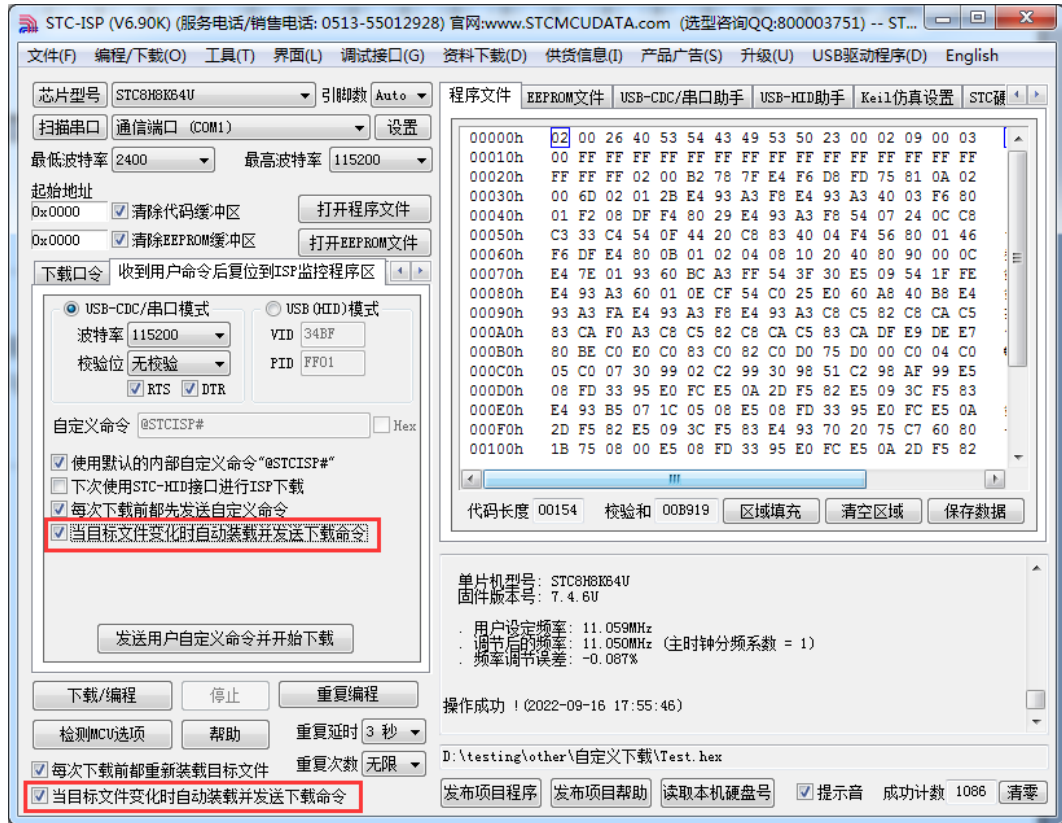 STC-ISP (V6.90K) (服务电话/销售电话: 0513-55012928) 官网:www.STCMCUDATA.com (选型咨询QQ:800003751) -- ST...
文件(F) 编程/下载(O) 工具(T) 界面(L) 调试接口(G) 资料下载(D) 供货信息(I) 产品广告(S) 升级(U) USB驱动程序(D) English
芯片型号 STC8H8K64U 引脚数 Auto
扫描串口 通信端口 (COM1) 设置
最低波特率 2400 最高波特率 115200
起始地址
0x0000 清除代码缓冲区 打开程序文件
0x0000 清除EEPROM缓冲区 打开EEPROM文件
下载口令 收到用户命令后复位到ISP监控程序区
USB-CDC/串口模式 USB(HID)模式
波特率 115200 VID 34BF
校验位 无校验 PID FF01
RTS DTR
自定义命令 @STCISP# Hex
使用默认的内部自定义命令"@STCISP#"
下次使用STC-HID接口进行ISP下载
每次下载前都先发送自定义命令
当目标文件变化时自动装载并发送下载命令
发送用户自定义命令并开始下载
下载/编程 停止 重复编程
检测MCU选项 帮助 重复延时 3 秒
每次下载前都重新装载目标文件 重复次数 无限
当目标文件变化时自动装载并发送下载命令
程序文件 EEPROM文件 USB-CDC/串口助手 USB-HID助手 Keil仿真设置 STC硬
00000h 02 00 26 40 53 54 43 49 53 50 23 00 02 09 00 03
00010h 00 FF FF FF FF FF FF FF FF FF FF FF FF FF FF FF
00020h FF FF FF 02 00 B2 78 7F E4 F6 D8 FD 75 81 0A 02
00030h 00 6D 02 01 2B E4 93 A3 F8 E4 93 A3 40 03 F6 80
00040h 01 F2 08 DF F4 80 29 E4 93 A3 F8 54 07 24 0C C8
00050h C3 33 C4 54 0F 44 20 C8 83 40 04 F4 56 80 01 46
00060h F6 DF E4 80 0B 01 02 04 08 10 20 40 80 90 00 0C
00070h E4 7E 01 93 60 BC A3 FF 54 3F 30 E5 09 54 1F FE
00080h E4 93 A3 60 01 0E CF 54 C0 25 E0 60 A8 40 B8 E4
00090h 93 A3 FA E4 93 A3 F8 E4 93 A3 C8 C5 82 C8 CA C5
000A0h 83 CA F0 A3 C8 C5 82 C8 CA C5 83 CA DF E9 DE E7
000B0h 80 BE C0 E0 C0 83 C0 82 C0 D0 75 D0 00 C0 04 C0
000C0h 05 C0 07 30 99 02 C2 99 30 98 51 C2 98 AF 99 E5
000D0h 08 FD 33 95 E0 FC E5 0A 2D F5 82 E5 09 3C F5 83
000E0h E4 93 B5 07 1C 05 08 E5 08 FD 33 95 E0 FC E5 0A
000F0h 2D F5 82 E5 09 3C F5 83 E4 93 70 20 75 C7 60 80
00100h 1B 75 08 00 E5 08 FD 33 95 E0 FC E5 0A 2D F5 82
代码长度 00154 校验和 00B919 区域填充 清空区域 保存数据
单片机型号: STC8H8K64U
固件版本号: 7.4.6U
. 用户设定频率: 11.059MHz
. 调节后的频率: 11.050MHz (主时钟分频系数 = 1)
. 频率调节误差: -0.087%
操作成功 !(2022-09-16 17:55:46)
D:\testing\other\自定义下载\Test.hex
发布项目程序 发布项目帮助 读取本机硬盘号 提示音 成功计数 1086 清零